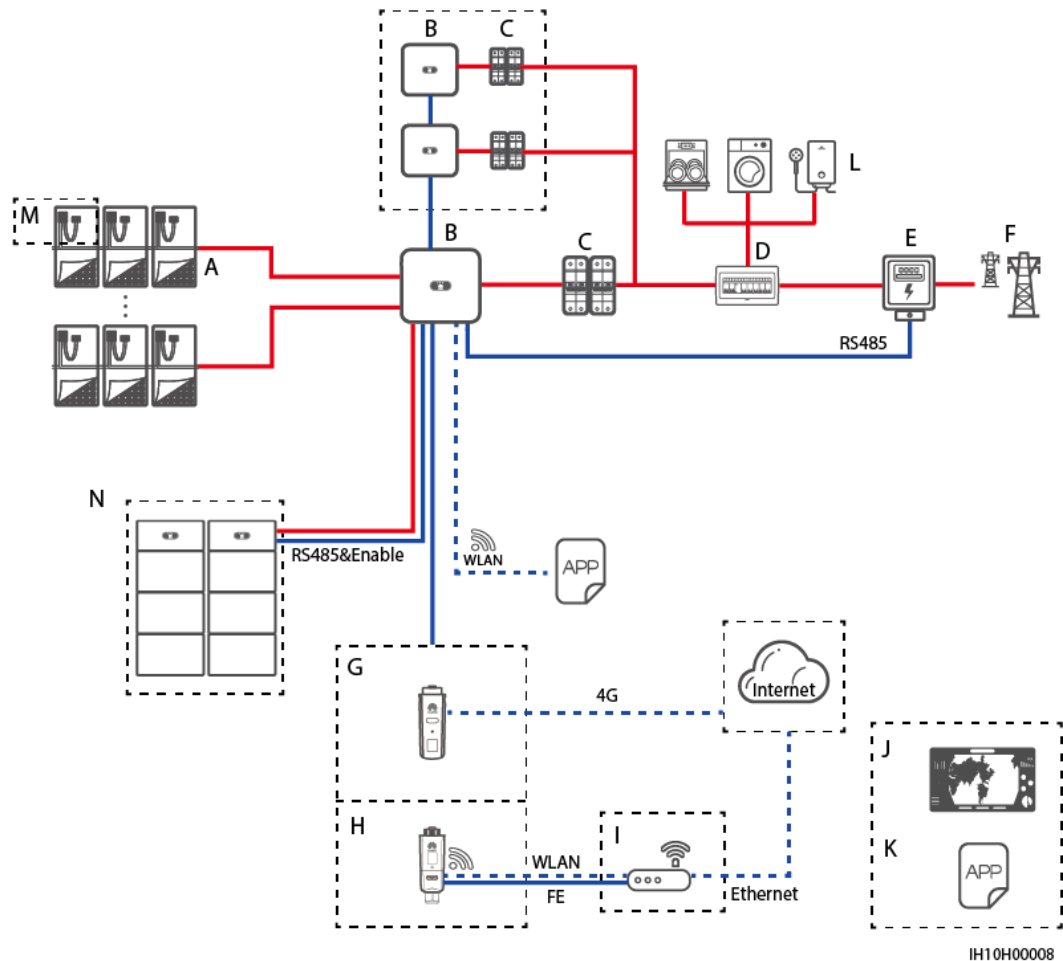 B
C
M
A
B
C
L
D
E
F
RS485
N
RS485&Enable
WLAN
APP
G
4G
Internet
H
WLAN
FE
I
Ethernet
J
K
APP
IH10H00008